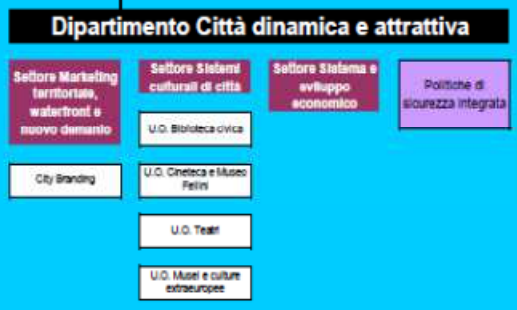 Dipartimento Città dinamica e attrattiva
Settore Marketing
territoriale,
waterfront e
nuovo demanio
City Branding
Settore Sistemi
culturali di città
U.O. Biblioteca civica
U.O. Cineteca e Museo
Fellini
U.O. Teatri
U.O. Musei e culture
extraeuropee
Settore Sistema e
sviluppo
economico
Politiche di
sicurezza integrata